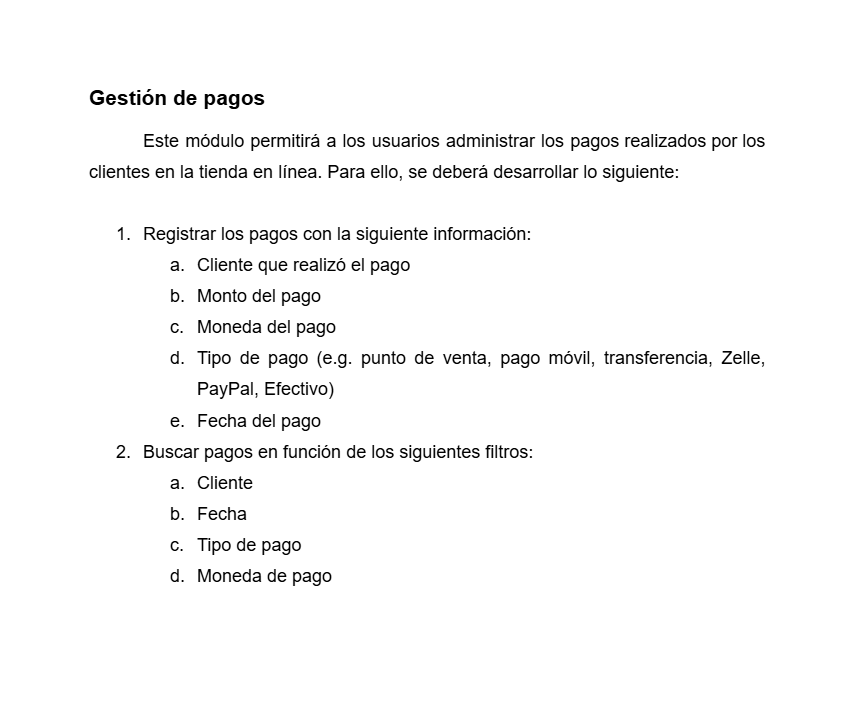 Gestión de pagos
Este módulo permitirá a los usuarios administrar los pagos realizados por los
clientes en la tienda en línea. Para ello, se deberá desarrollar lo siguiente:
1. Registrar los pagos con la siguiente información:
a. Cliente que realizó el pago
b. Monto del pago
c. Moneda del pago
d. Tipo de pago (e.g. punto de venta, pago móvil, transferencia, Zelle,
PayPal, Efectivo)
e. Fecha del pago
2. Buscar pagos en función de los siguientes filtros:
a. Cliente
b. Fecha
c. Tipo de pago
d. Moneda de pago